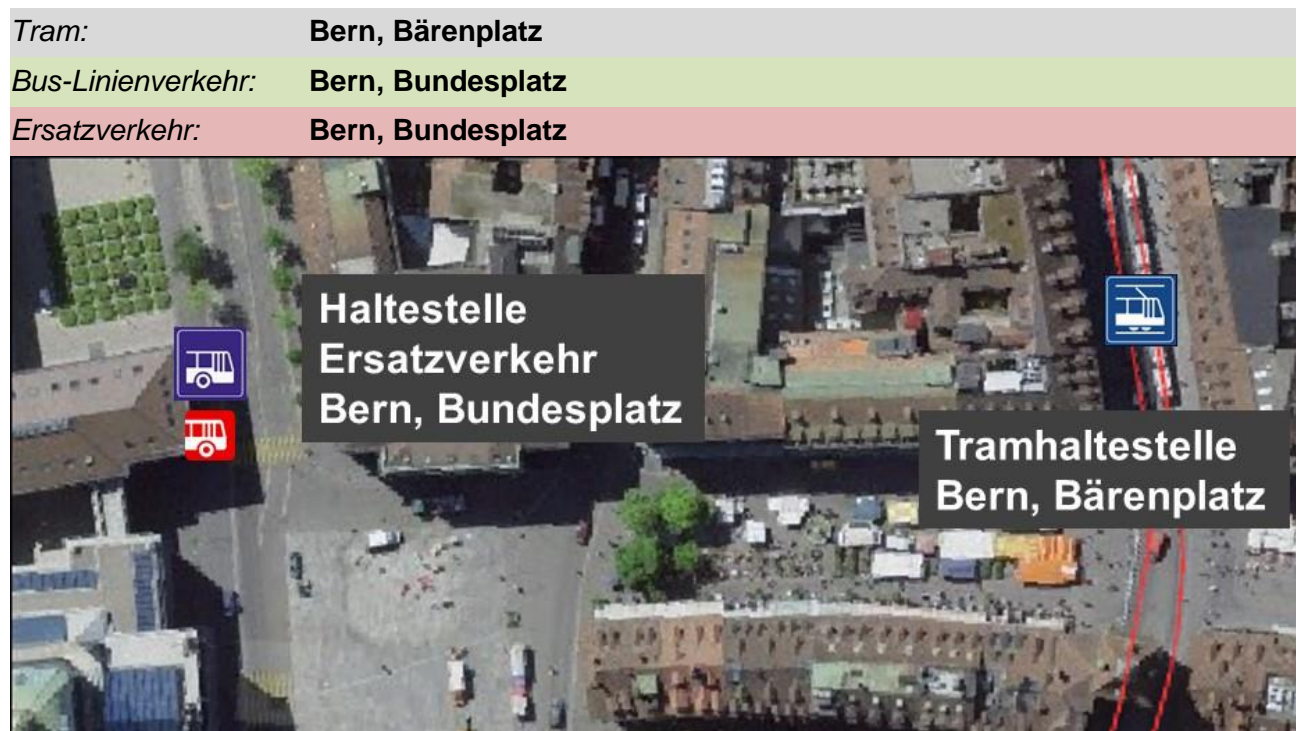 Tram: Bern, Bärenplatz
Bus-Linienverkehr: Bern, Bundesplatz
Ersatzverkehr: Bern, Bundesplatz
Haltestelle
Ersatzverkehr
Bern, Bundesplatz
Tramhaltestelle
Bern, Bärenplatz